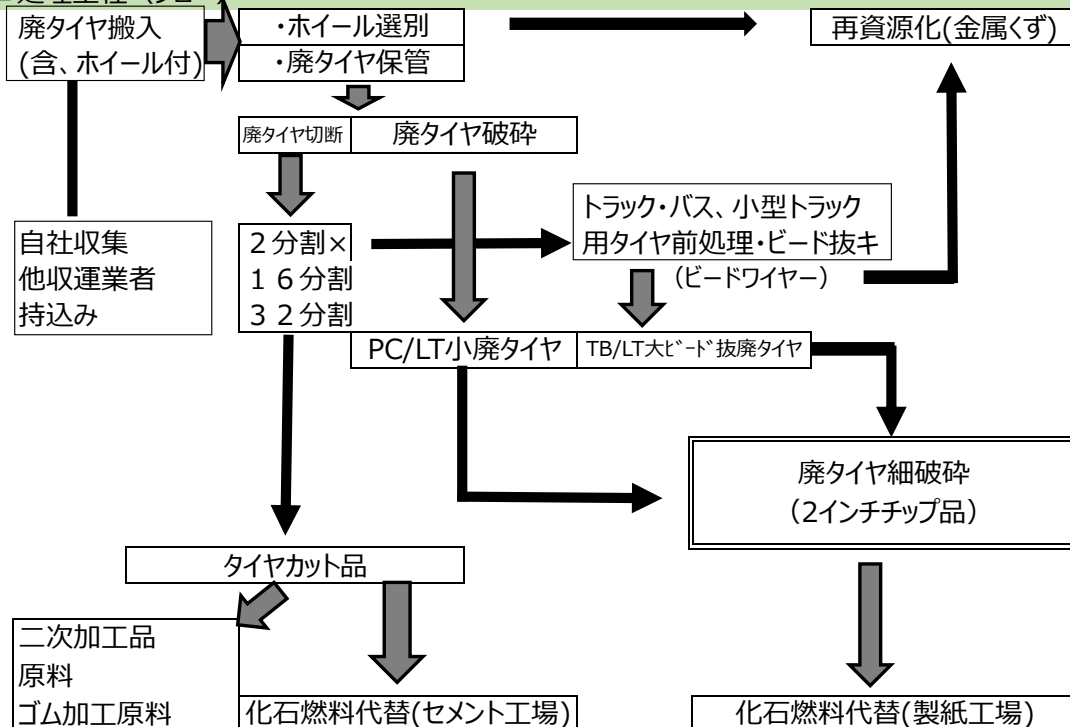 廃タイヤ搬入
(含、ホイール付)
・ホイール選別
・廃タイヤ保管
再資源化(金属くず)
廃タイヤ切断
廃タイヤ破砕
自社収集
他収運業者
持込み
2分割×
16分割
32分割
トラック・バス、小型トラック
用タイヤ前処理・ビード抜キ
(ビードワイヤー)
PC/LT小廃タイヤ
TB/LT大ビード抜廃タイヤ
廃タイヤ細破砕
(2インチチップ品)
タイヤカット品
二次加工品
原料
ゴム加工原料
化石燃料代替(セメント工場)
化石燃料代替(製紙工場)